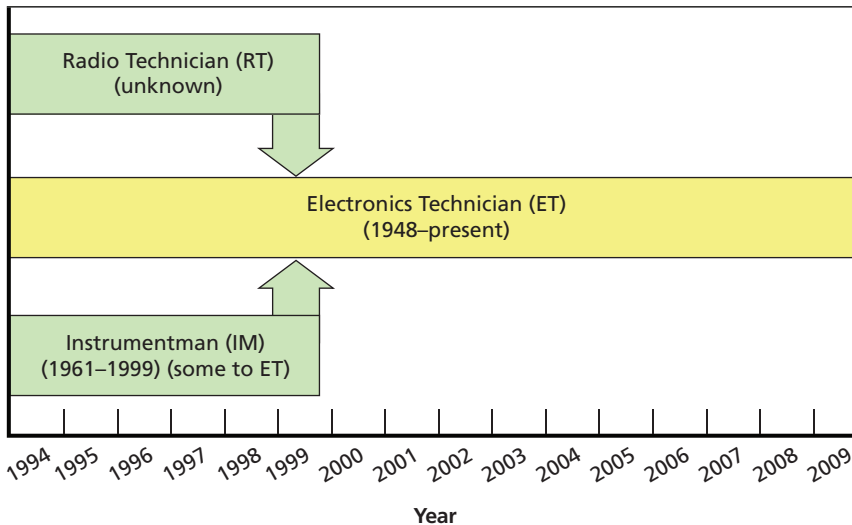 Radio Technician (RT)
(unknown)
Electronics Technician (ET)
(1948–present)
Instrumentman (IM)
(1961–1999) (some to ET)
1994 1995 1996 1997 1998 1999 2000 2001 2002 2003 2004 2005 2006 2007 2008 2009
Year